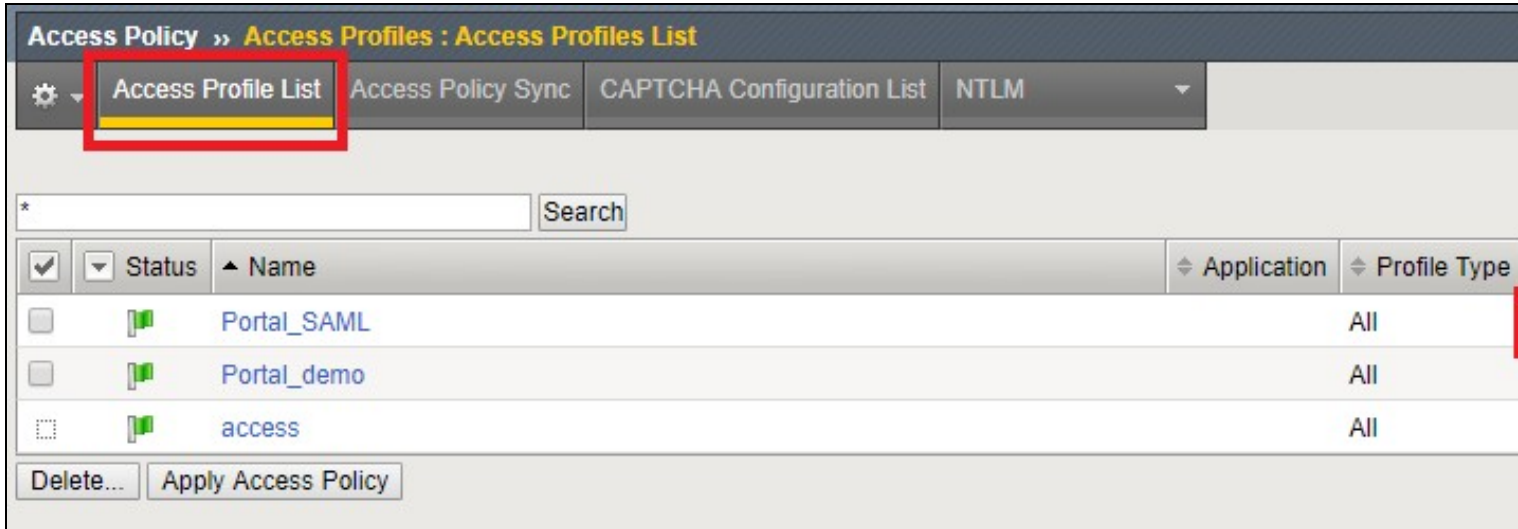 Access Policy » Access Profiles : Access Profiles List
Access Profile List Access Policy Sync CAPTCHA Configuration List NTLM
* Search
Status Name Application Profile Type
Portal_SAML All
Portal_demo All
access All
Delete... Apply Access Policy